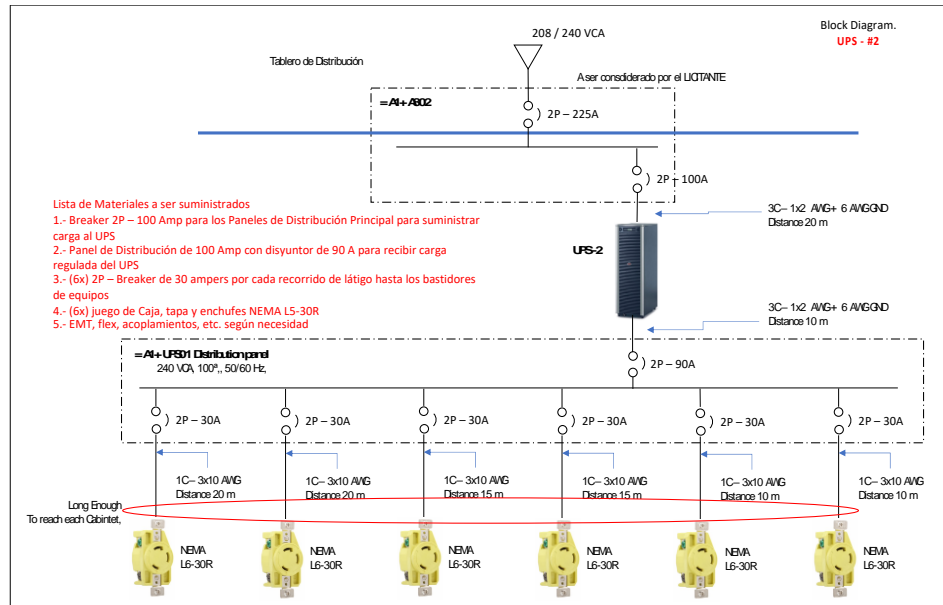 208 / 240 VCA
Block Diagram.
UPS - #2
Tablero de Distribución
A ser consdiderado por el LICITANTE
= A1+ A302
2P – 225A
2P – 100A
Lista de Materiales a ser suministrados
1.- Breaker 2P – 100 Amp para los Paneles de Distribución Principal para suministrar
carga al UPS
2.- Panel de Distribución de 100 Amp con disyuntor de 90 A para recibir carga
regulada del UPS
3.- (6x) 2P – Breaker de 30 ampers por cada recorrido de látigo hasta los bastidores
de equipos
4.- (6x) juego de Caja, tapa y enchufes NEMA L5-30R
5.- EMT, flex, acoplamientos, etc. según necesidad
3C– 1x2 AWG+ 6 AWG GND
Distance 20 m
UPS-2
3C– 1x2 AWG+ 6 AWG GND
Distance 10 m
= A1+ UPS01 Distribution panel
240 VCA, 100ª,, 50/60 Hz,
2P – 90A
2P – 30A
2P – 30A
2P – 30A
2P – 30A
2P – 30A
2P – 30A
1C– 3x10 AWG
Distance 20 m
1C– 3x10 AWG
Distance 20 m
1C– 3x10 AWG
Distance 15 m
1C– 3x10 AWG
Distance 15 m
1C– 3x10 AWG
Distance 10 m
1C– 3x10 AWG
Distance 10 m
Long Enough
To reach each Cabintet,
NEMA
L6-30R
NEMA
L6-30R
NEMA
L6-30R
NEMA
L6-30R
NEMA
L6-30R
NEMA
L6-30R